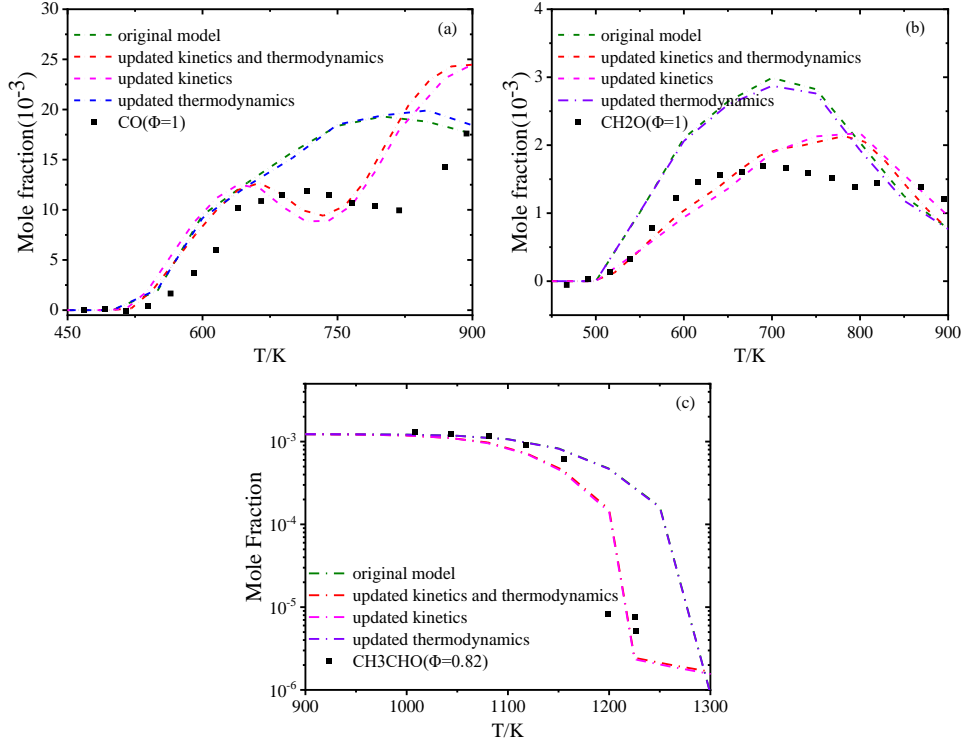 (a)
original model
updated kinetics and thermodynamics
updated kinetics
updated thermodynamics
CO(Φ=1)
Mole fraction(10⁻³)
30
25
20
15
10
5
0
450 600 750 900
T/K
(b)
original model
updated kinetics and thermodynamics
updated kinetics
updated thermodynamics
CH2O(Φ=1)
Mole fraction(10⁻³)
4
3
2
1
0
500 600 700 800 900
T/K
(c)
Mole Fraction
10⁻³
10⁻⁴
10⁻⁵
10⁻⁶
original model
updated kinetics and thermodynamics
updated kinetics
updated thermodynamics
CH3CHO(Φ=0.82)
900 1000 1100 1200 1300
T/K